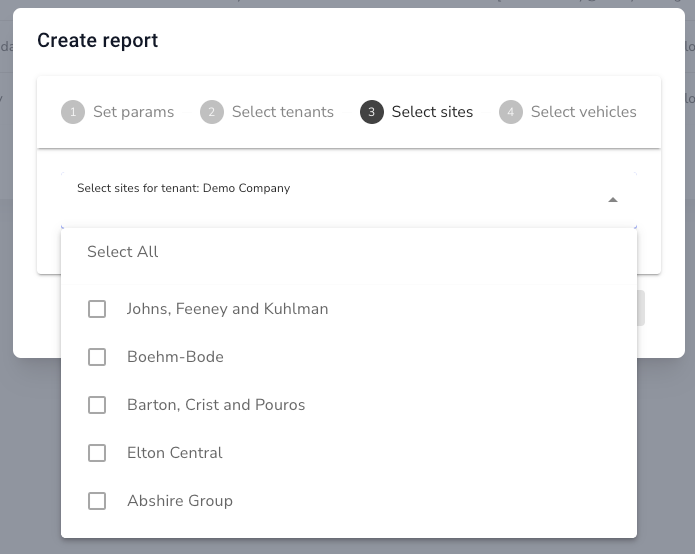 Create report
1 Set params 2 Select tenants 3 Select sites 4 Select vehicles
Select sites for tenant: Demo Company
Select All
Johns, Feeney and Kuhlman
Boehm-Bode
Barton, Crist and Pouros
Elton Central
Abshire Group